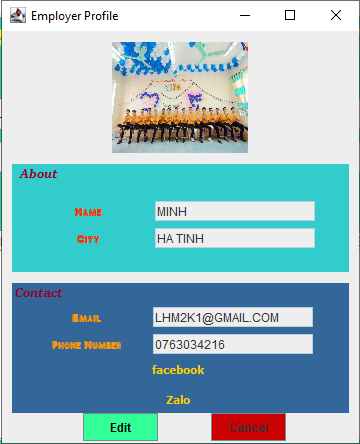 Employer Profile
About
Name
MINH
City
HA TINH
Contact
Email
LHM2K1@GMAIL.COM
Phone Number
0763034216
facebook
Zalo
Edit
Cancel